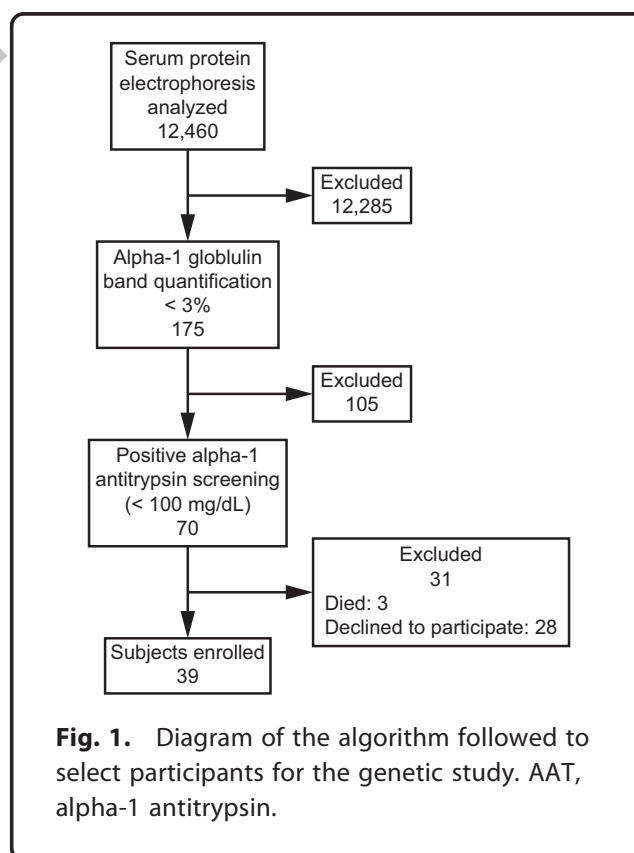 Serum protein
electrophoresis
analyzed
12,460
Excluded
12,285
Alpha-1 globlulin
band quantification
< 3%
175
Excluded
105
Positive alpha-1
antitrypsin screening
(< 100 mg/dL)
70
Excluded
31
Died: 3
Declined to participate: 28
Subjects enrolled
39
Fig. 1. Diagram of the algorithm followed to
select participants for the genetic study. AAT,
alpha-1 antitrypsin.